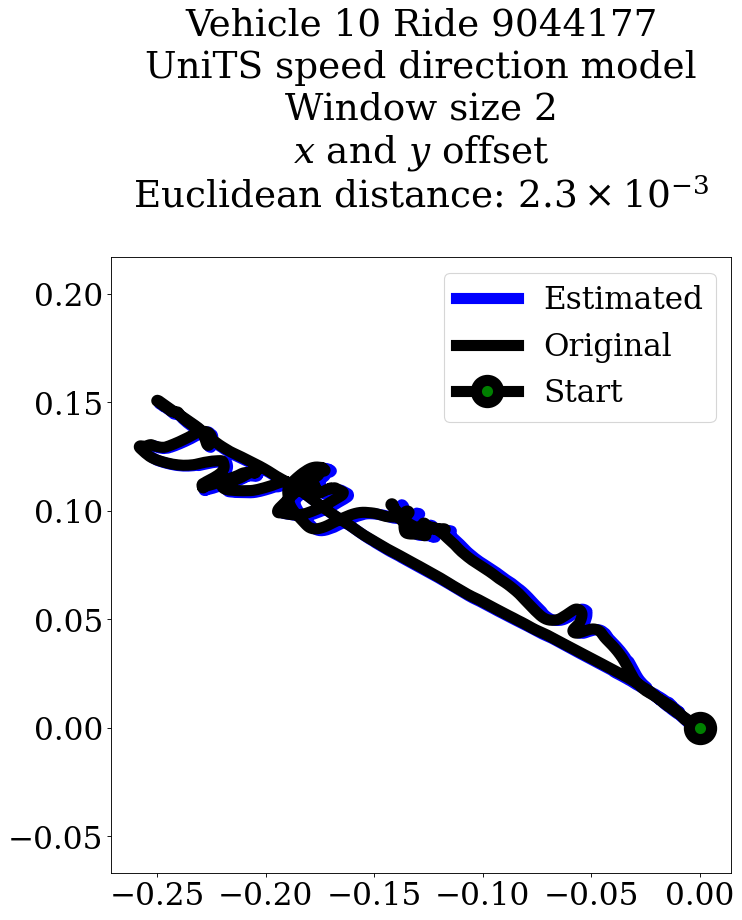 Vehicle 10 Ride 9044177
UniTS speed direction model
Window size 2
x and y offset
Euclidean distance: 2.3 × 10⁻³
Estimated
Original
Start
0.20
0.15
0.10
0.05
0.00
−0.05
−0.25 −0.20 −0.15 −0.10 −0.05 0.00